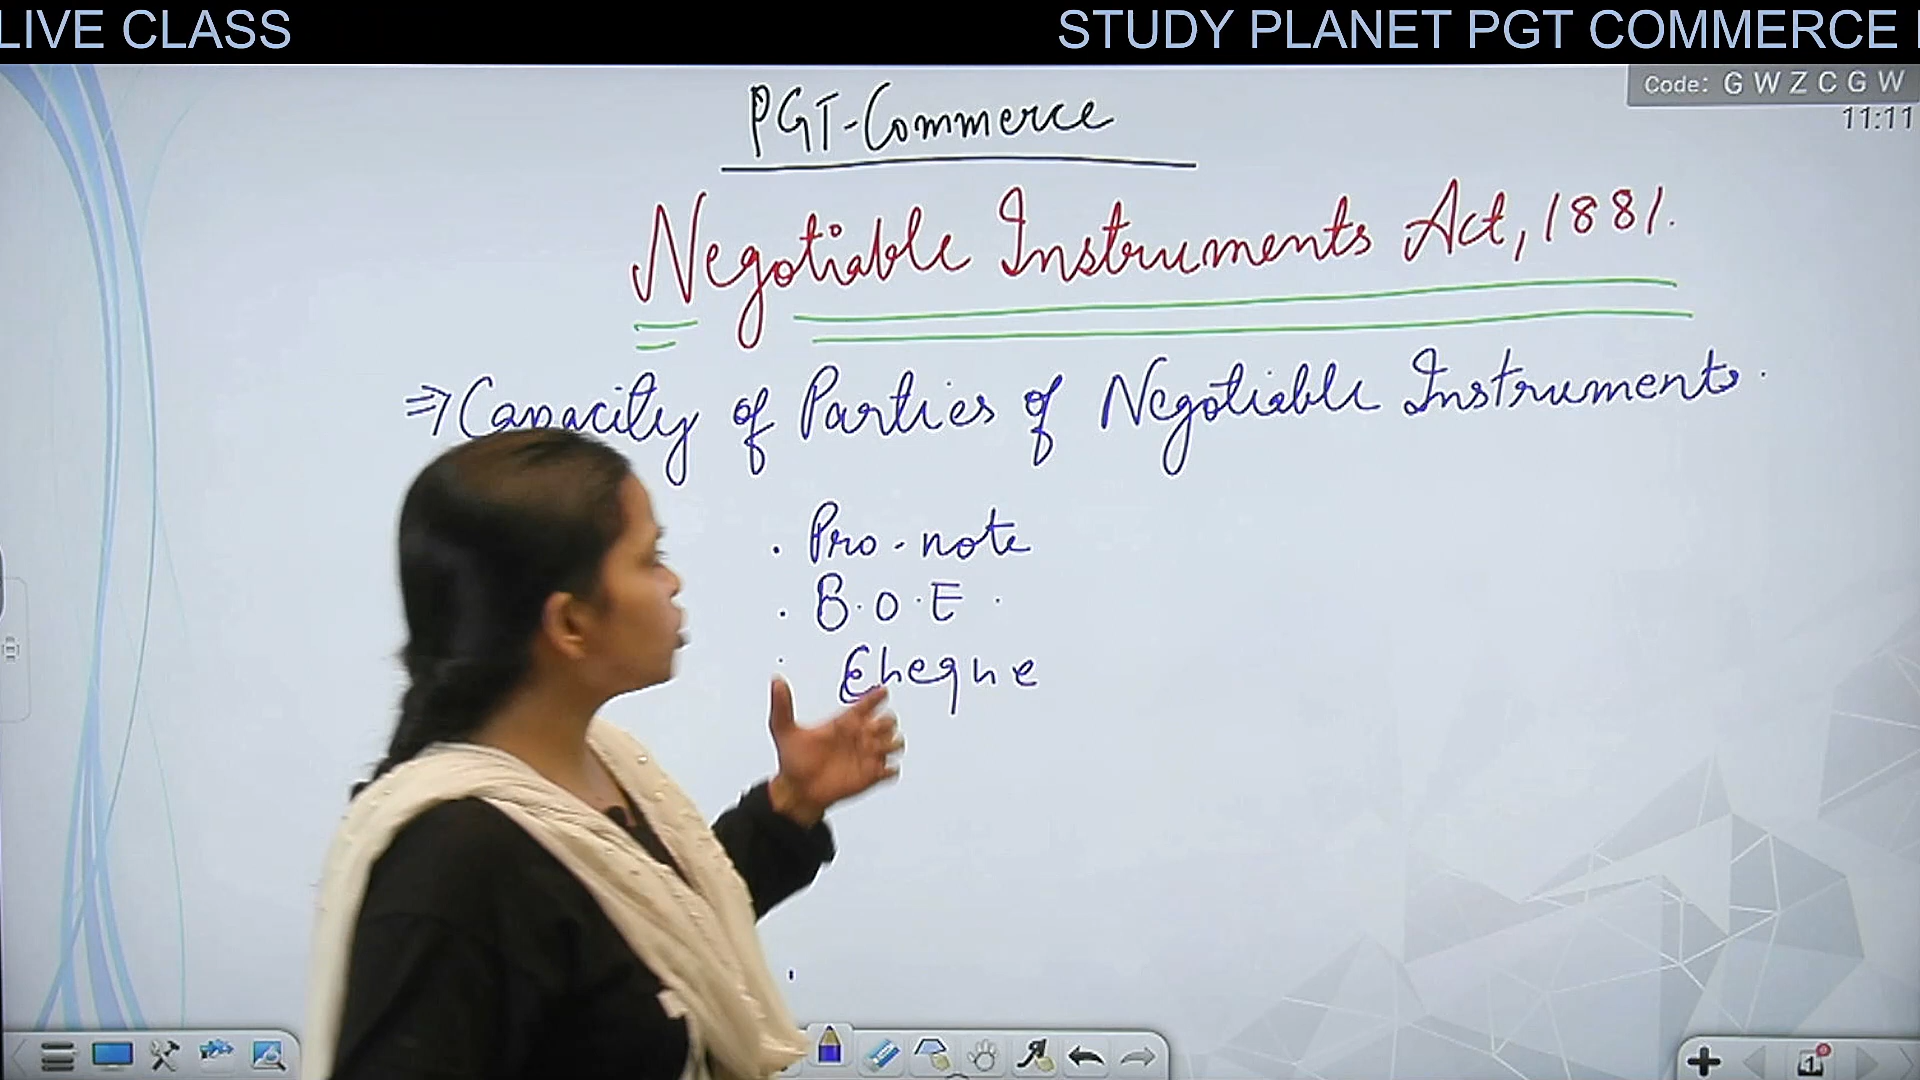 LIVE CLASS
STUDY PLANET PGT COMMERCE
Code: GWZCGW
11:11
PGT-Commerce
Negotiable Instruments Act, 1881.
⇒ Capacity of Parties of Negotiable Instruments.
. Pro-note
. B.O.E.
. Cheque
1